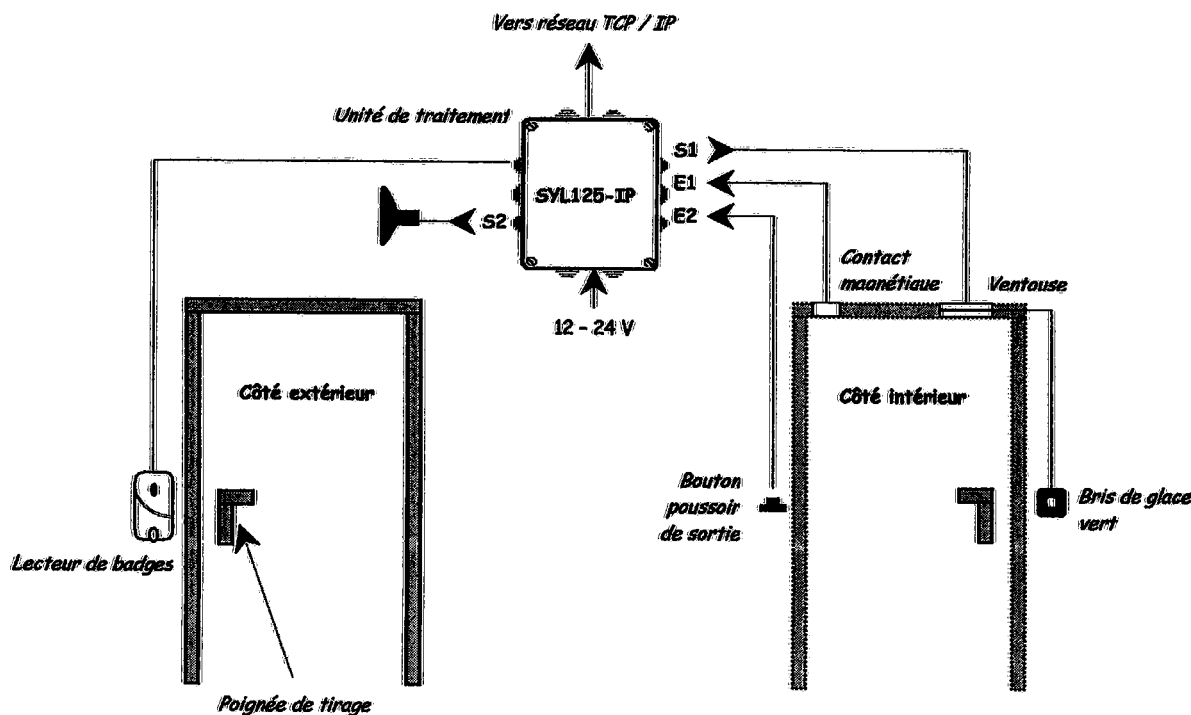 Vers réseau TCP / IP
Unité de traitement
S1
E1
SYL125-IP
S2
E2
Contact
maanétiaue
Ventouse
12 - 24 V
Côté extérieur
Côté intérieur
Bouton
poussoir
de sortie
Bris de glace
vert
Lecteur de badges
Poignée de tirage